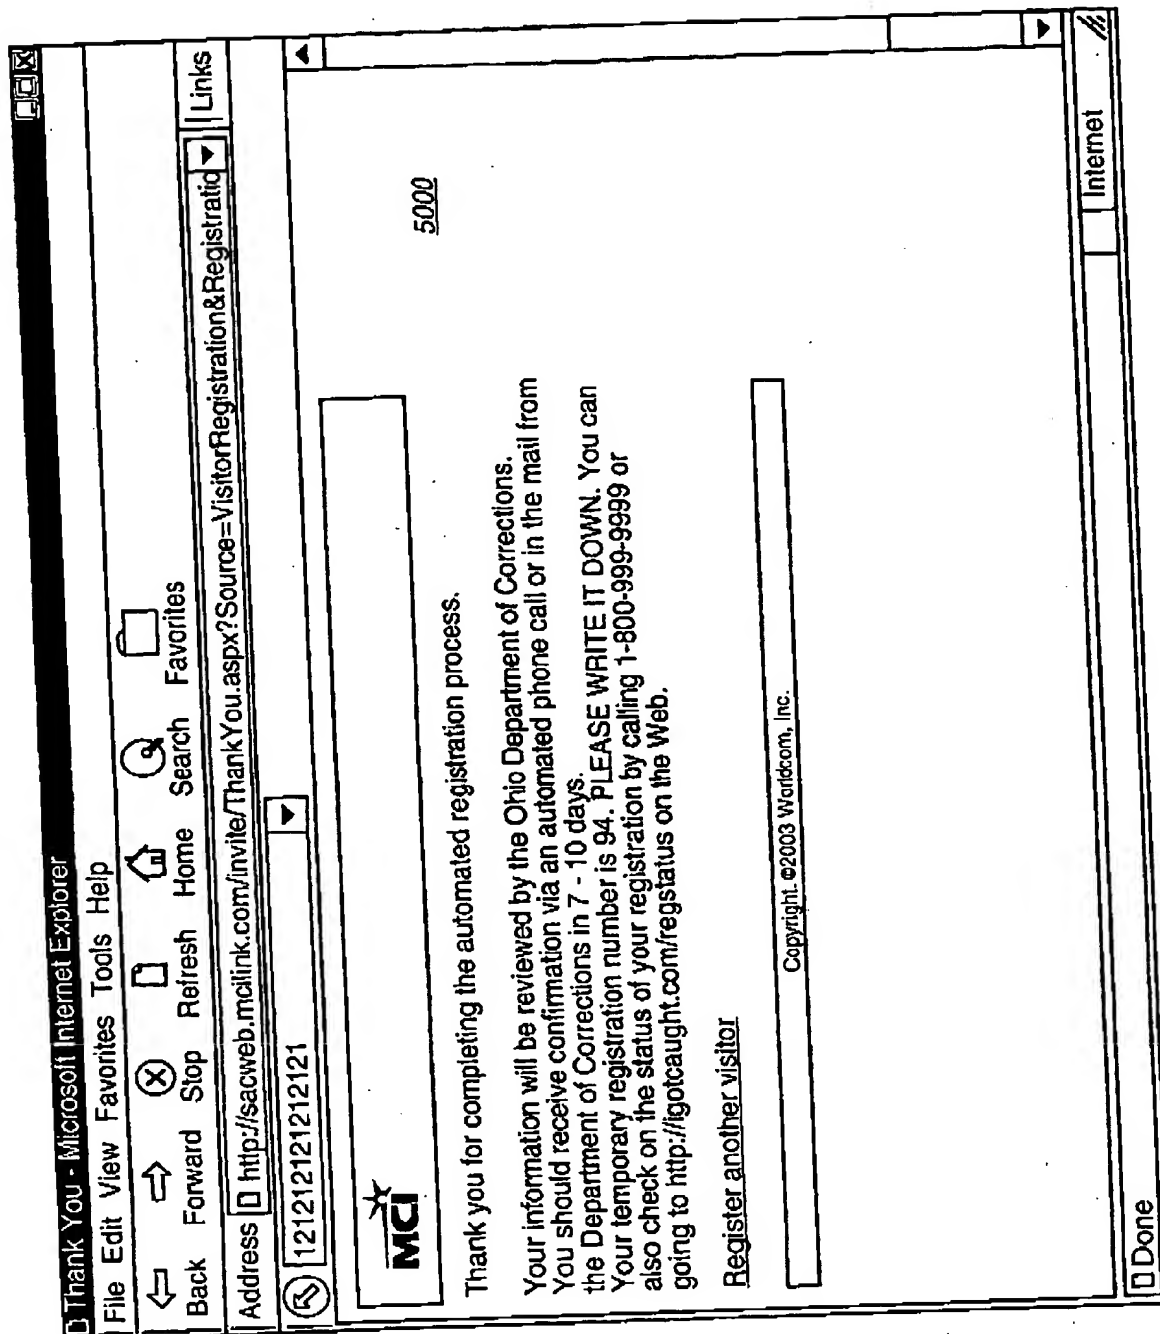 Thank You - Microsoft Internet Explorer
File Edit View Favorites Tools Help
Back Forward Stop Refresh Home Search Favorites
Address http://sacweb.mcilink.com/invite/ThankYou.aspx?Source=VisitorRegistration&Registratio Links
121212121212121
MCI
5000
Thank you for completing the automated registration process.
Your information will be reviewed by the Ohio Department of Corrections.
You should receive confirmation via an automated phone call or in the mail from
the Department of Corrections in 7 - 10 days.
Your temporary registration number is 94. PLEASE WRITE IT DOWN. You can
also check on the status of your registration by calling 1-800-999-9999 or
going to http://igotcaught.com/regstatus on the Web.
Register another visitor
Copyright. ©2003 Worldcom, Inc.
Done Internet